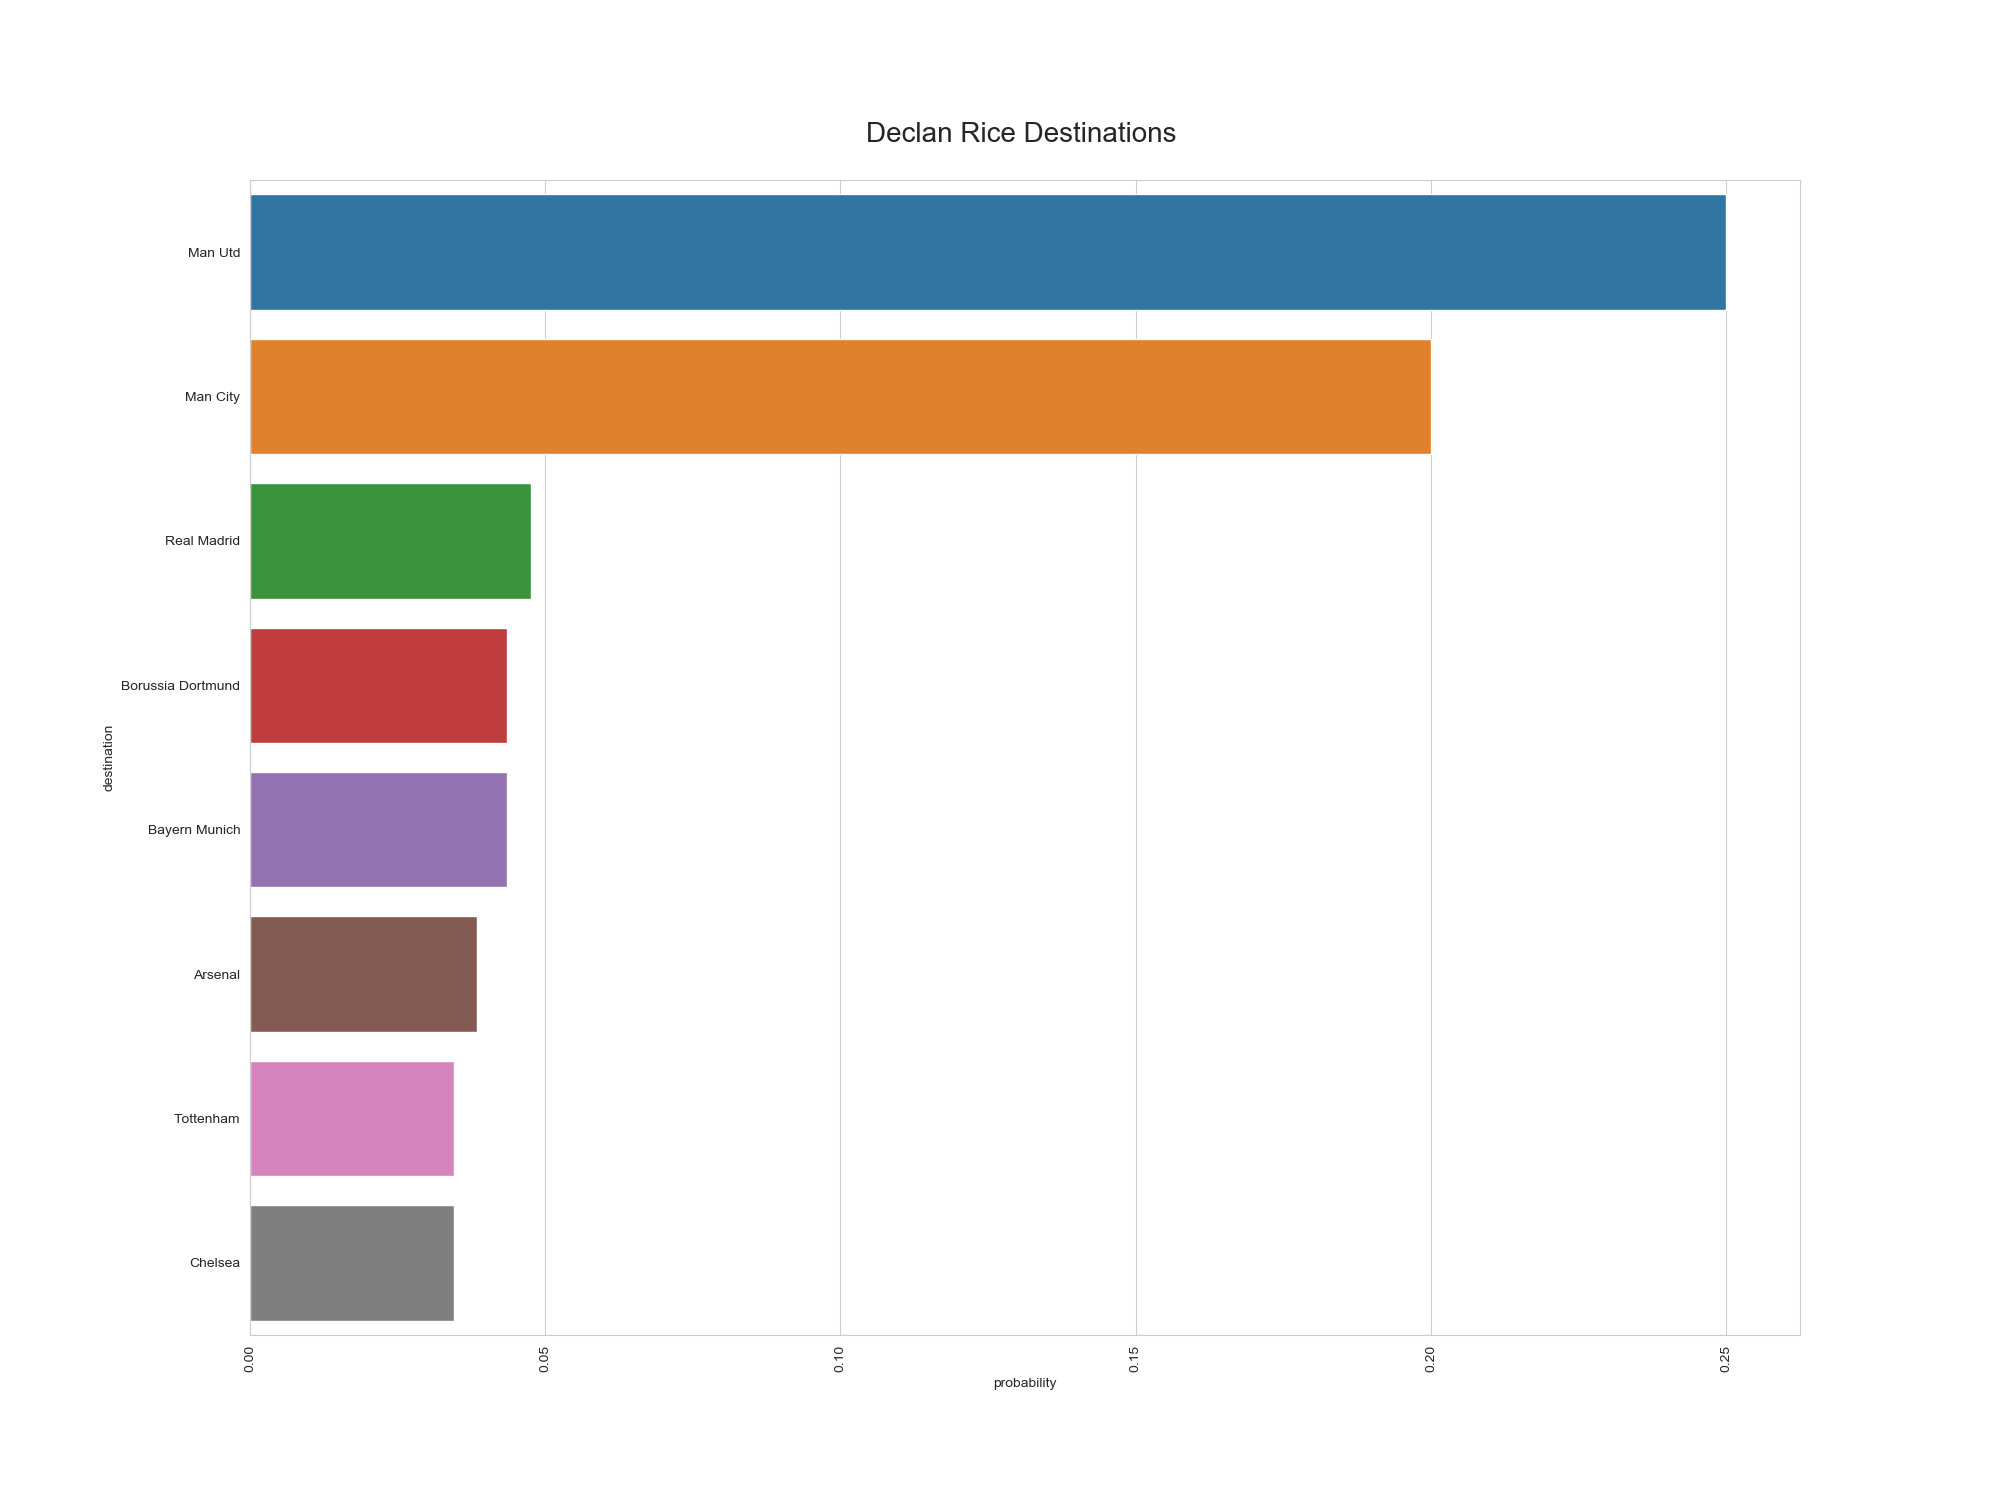 Declan Rice Destinations
Man Utd
Man City
Real Madrid
Borussia Dortmund
Bayern Munich
Arsenal
Tottenham
Chelsea
destination
0.00
0.05
0.10
0.15
0.20
0.25
probability